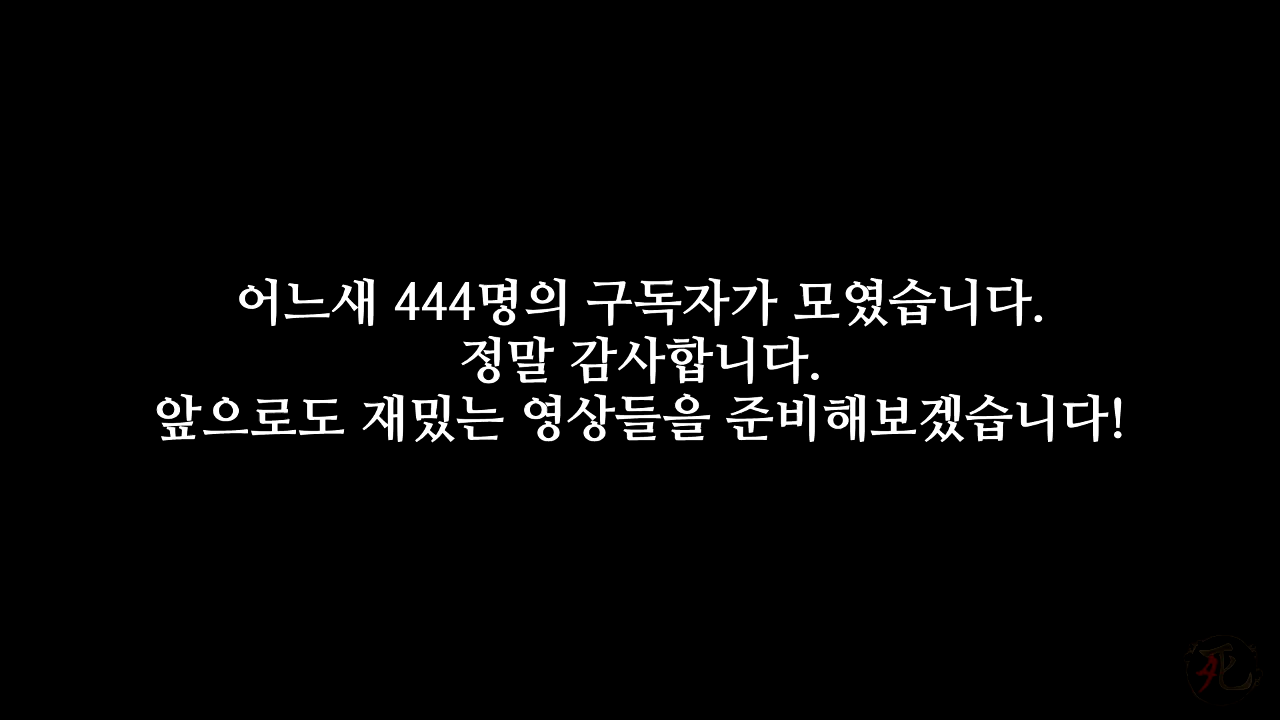 어느새 444명의 구독자가 모였습니다.
정말 감사합니다.
앞으로도 재밌는 영상들을 준비해보겠습니다!
死